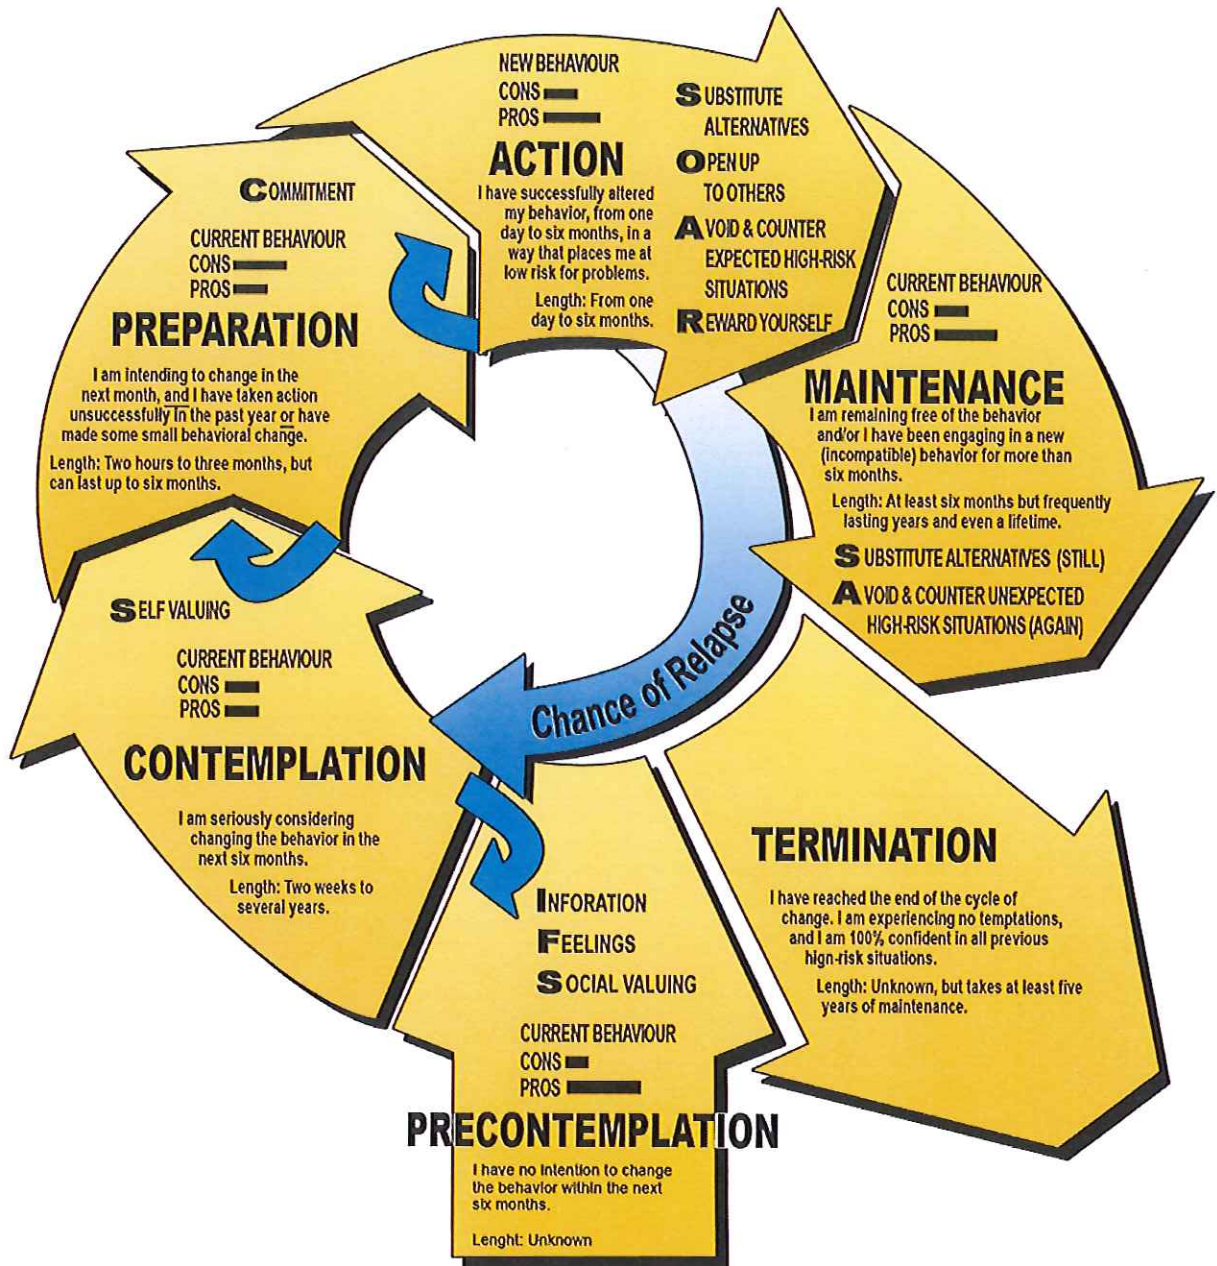 NEW BEHAVIOUR
CONS
PROS
ACTION
I have successfully altered
my behavior, from one
day to six months, in a
way that places me at
low risk for problems.
Length: From one
day to six months.
SUBSTITUTE
ALTERNATIVES
OPEN UP
TO OTHERS
AVOID & COUNTER
EXPECTED HIGH-RISK
SITUATIONS
REWARD YOURSELF
COMMITMENT
CURRENT BEHAVIOUR
CONS
PROS
PREPARATION
I am intending to change in the
next month, and I have taken action
unsuccessfully in the past year or have
made some small behavioral change.
Length: Two hours to three months, but
can last up to six months.
CURRENT BEHAVIOUR
CONS
PROS
MAINTENANCE
I am remaining free of the behavior
and/or I have been engaging in a new
(incompatible) behavior for more than
six months.
Length: At least six months but frequently
lasting years and even a lifetime.
SUBSTITUTE ALTERNATIVES (STILL)
AVOID & COUNTER UNEXPECTED
HIGH-RISK SITUATIONS (AGAIN)
SELF VALUING
CURRENT BEHAVIOUR
CONS
PROS
CONTEMPLATION
I am seriously considering
changing the behavior in the
next six months.
Length: Two weeks to
several years.
Chance of Relapse
TERMINATION
I have reached the end of the cycle of
change. I am experiencing no temptations,
and I am 100% confident in all previous
hign-risk situations.
Length: Unknown, but takes at least five
years of maintenance.
INFORATION
FEELINGS
SOCIAL VALUING
CURRENT BEHAVIOUR
CONS
PROS
PRECONTEMPLATION
I have no intention to change
the behavior within the next
six months.
Lenght: Unknown